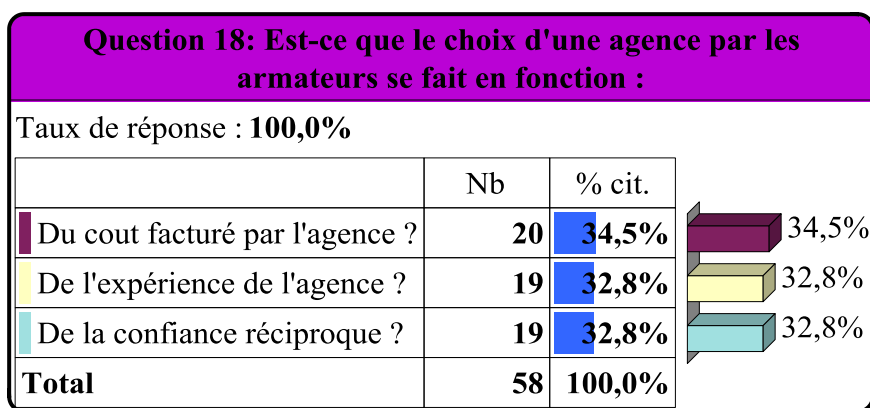 Question 18: Est-ce que le choix d'une agence par les
armateurs se fait en fonction :
Taux de réponse : 100,0%
Nb % cit.
Du cout facturé par l'agence ? 20 34,5% 34,5%
De l'expérience de l'agence ? 19 32,8% 32,8%
De la confiance réciproque ? 19 32,8% 32,8%
Total 58 100,0%